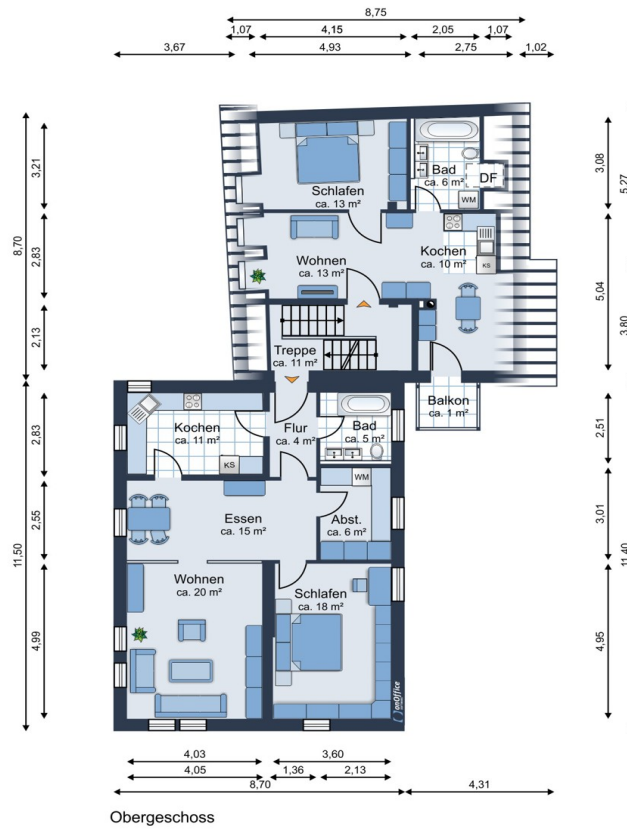 8,75
1,07 4,15 2,05 1,07
3,67 4,93 2,75 1,02
3,21
8,70
2,83
2,13
3,08
5,27
5,04
3,80
Schlafen
ca. 13 m²
Bad
ca. 6 m²
DF
WM
Wohnen
ca. 13 m²
Kochen
ca. 10 m²
KS
Treppe
ca. 11 m²
Balkon
ca. 1 m²
2,83
2,55
11,50
4,99
2,51
3,01
11,40
4,95
Kochen
ca. 11 m²
KS
Flur
ca. 4 m²
Bad
ca. 5 m²
Essen
ca. 15 m²
WM
Abst.
ca. 6 m²
Wohnen
ca. 20 m²
Schlafen
ca. 18 m²
onOffice
4,03 3,60
4,05 1,36 2,13
8,70 4,31
Obergeschoss